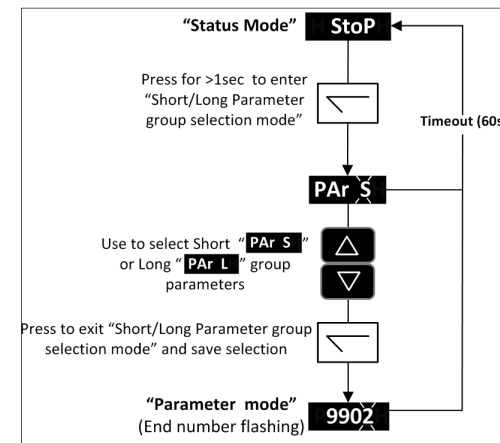 “Status Mode” StoP
Press for >1sec to enter
“Short/Long Parameter
group selection mode”
Timeout (60s
PAr S
Use to select Short “ PAr S ”
or Long “ PAr L ” group
parameters
Press to exit “Short/Long Parameter group
selection mode” and save selection
“Parameter mode”
(End number flashing)
9902